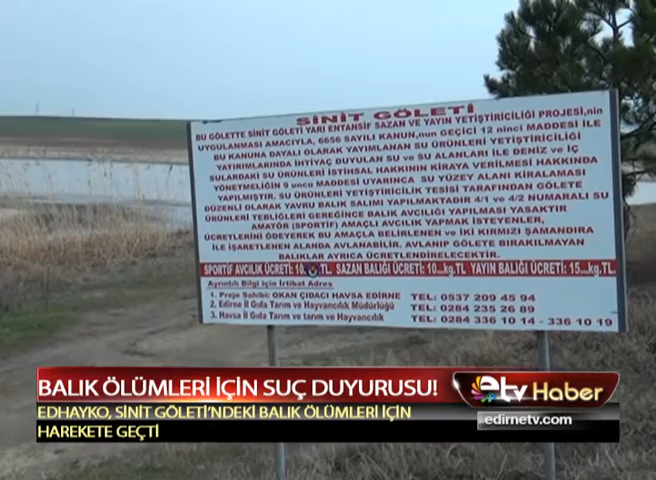 SİNİT GÖLETİ
BU GÖLETTE SİNİT GÖLETİ YARI ENTANSİF SAZAN VE YAYIN YETİŞTİRİCİLİĞİ PROJESİ,nin
UYGULANMASI AMACIYLA, 6656 SAYILI KANUN,nun GEÇİCİ 12 ninci MADDESİ İLE
BU KANUNA DAYALI OLARAK YAYIMLANAN SU ÜRÜNLERİ YETİŞTİRİCİLİĞİ
YATIRIMLARINDA İHTİYAÇ DUYULAN SU ve SU ALANLARI İLE DENİZ ve İÇ
SULARDAKİ SU ÜRÜNLERİ İSTİHSAL HAKKININ KİRAYA VERİLMESİ HAKKINDA
YÖNETMELİĞİN 9 uncu MADDESİ UYARINCA SU YÜZEY ALANI KİRALAMASI
YAPILMIŞTIR. SU ÜRÜNLERİ YETİŞTİRİCİLİK TESİSİ TARAFINDAN GÖLETE
DÜZENLİ OLARAK YAVRU BALIK SALIMI YAPILMAKTADIR 4/1 ve 4/2 NUMARALI SU
ÜRÜNLERİ TEBLİĞLERİ GEREĞİNCE BALIK AVCILIĞI YAPILMASI YASAKTIR
AMATÖR (SPORTİF) AMAÇLI AVCILIK YAPMAK İSTEYENLER,
ÜCRETLERİNİ ÖDEYEREK BU AMAÇLA BELİRLENEN ve İKİ KIRMIZI ŞAMANDIRA
İLE İŞARETLENEN ALANDA AVLANABİLİR. AVLANIP GÖLETE BIRAKILMAYAN
BALIKLAR AYRICA ÜCRETLENDİRELECEKTİR.
SPORTİF AVCILIK ÜCRETİ: TL. SAZAN BALIĞI ÜCRETİ: 10...kg.TL YAYIN BALIĞI ÜCRETİ: 15...kg.TL
Ayrıntılı Bilgi için İrtibat Adres
1. Proje Sahibi: OKAN ÇIDACI HAVSA EDİRNE TEL: 0537 209 45 94
2. Edirne İl Gıda Tarım ve Hayvancılık Müdürlüğü TEL: 0284 235 26 89
3. Havsa İl Gıda Tarım ve tarım ve Hayvancılık TEL: 0284 336 10 14 - 336 10 19
BALIK ÖLÜMLERİ İÇİN SUÇ DUYURUSU!
etv Haber
EDHAYKO, SİNİT GÖLETİ'NDEKİ BALIK ÖLÜMLERİ İÇİN
HAREKETE GEÇTİ
edirnetv.com